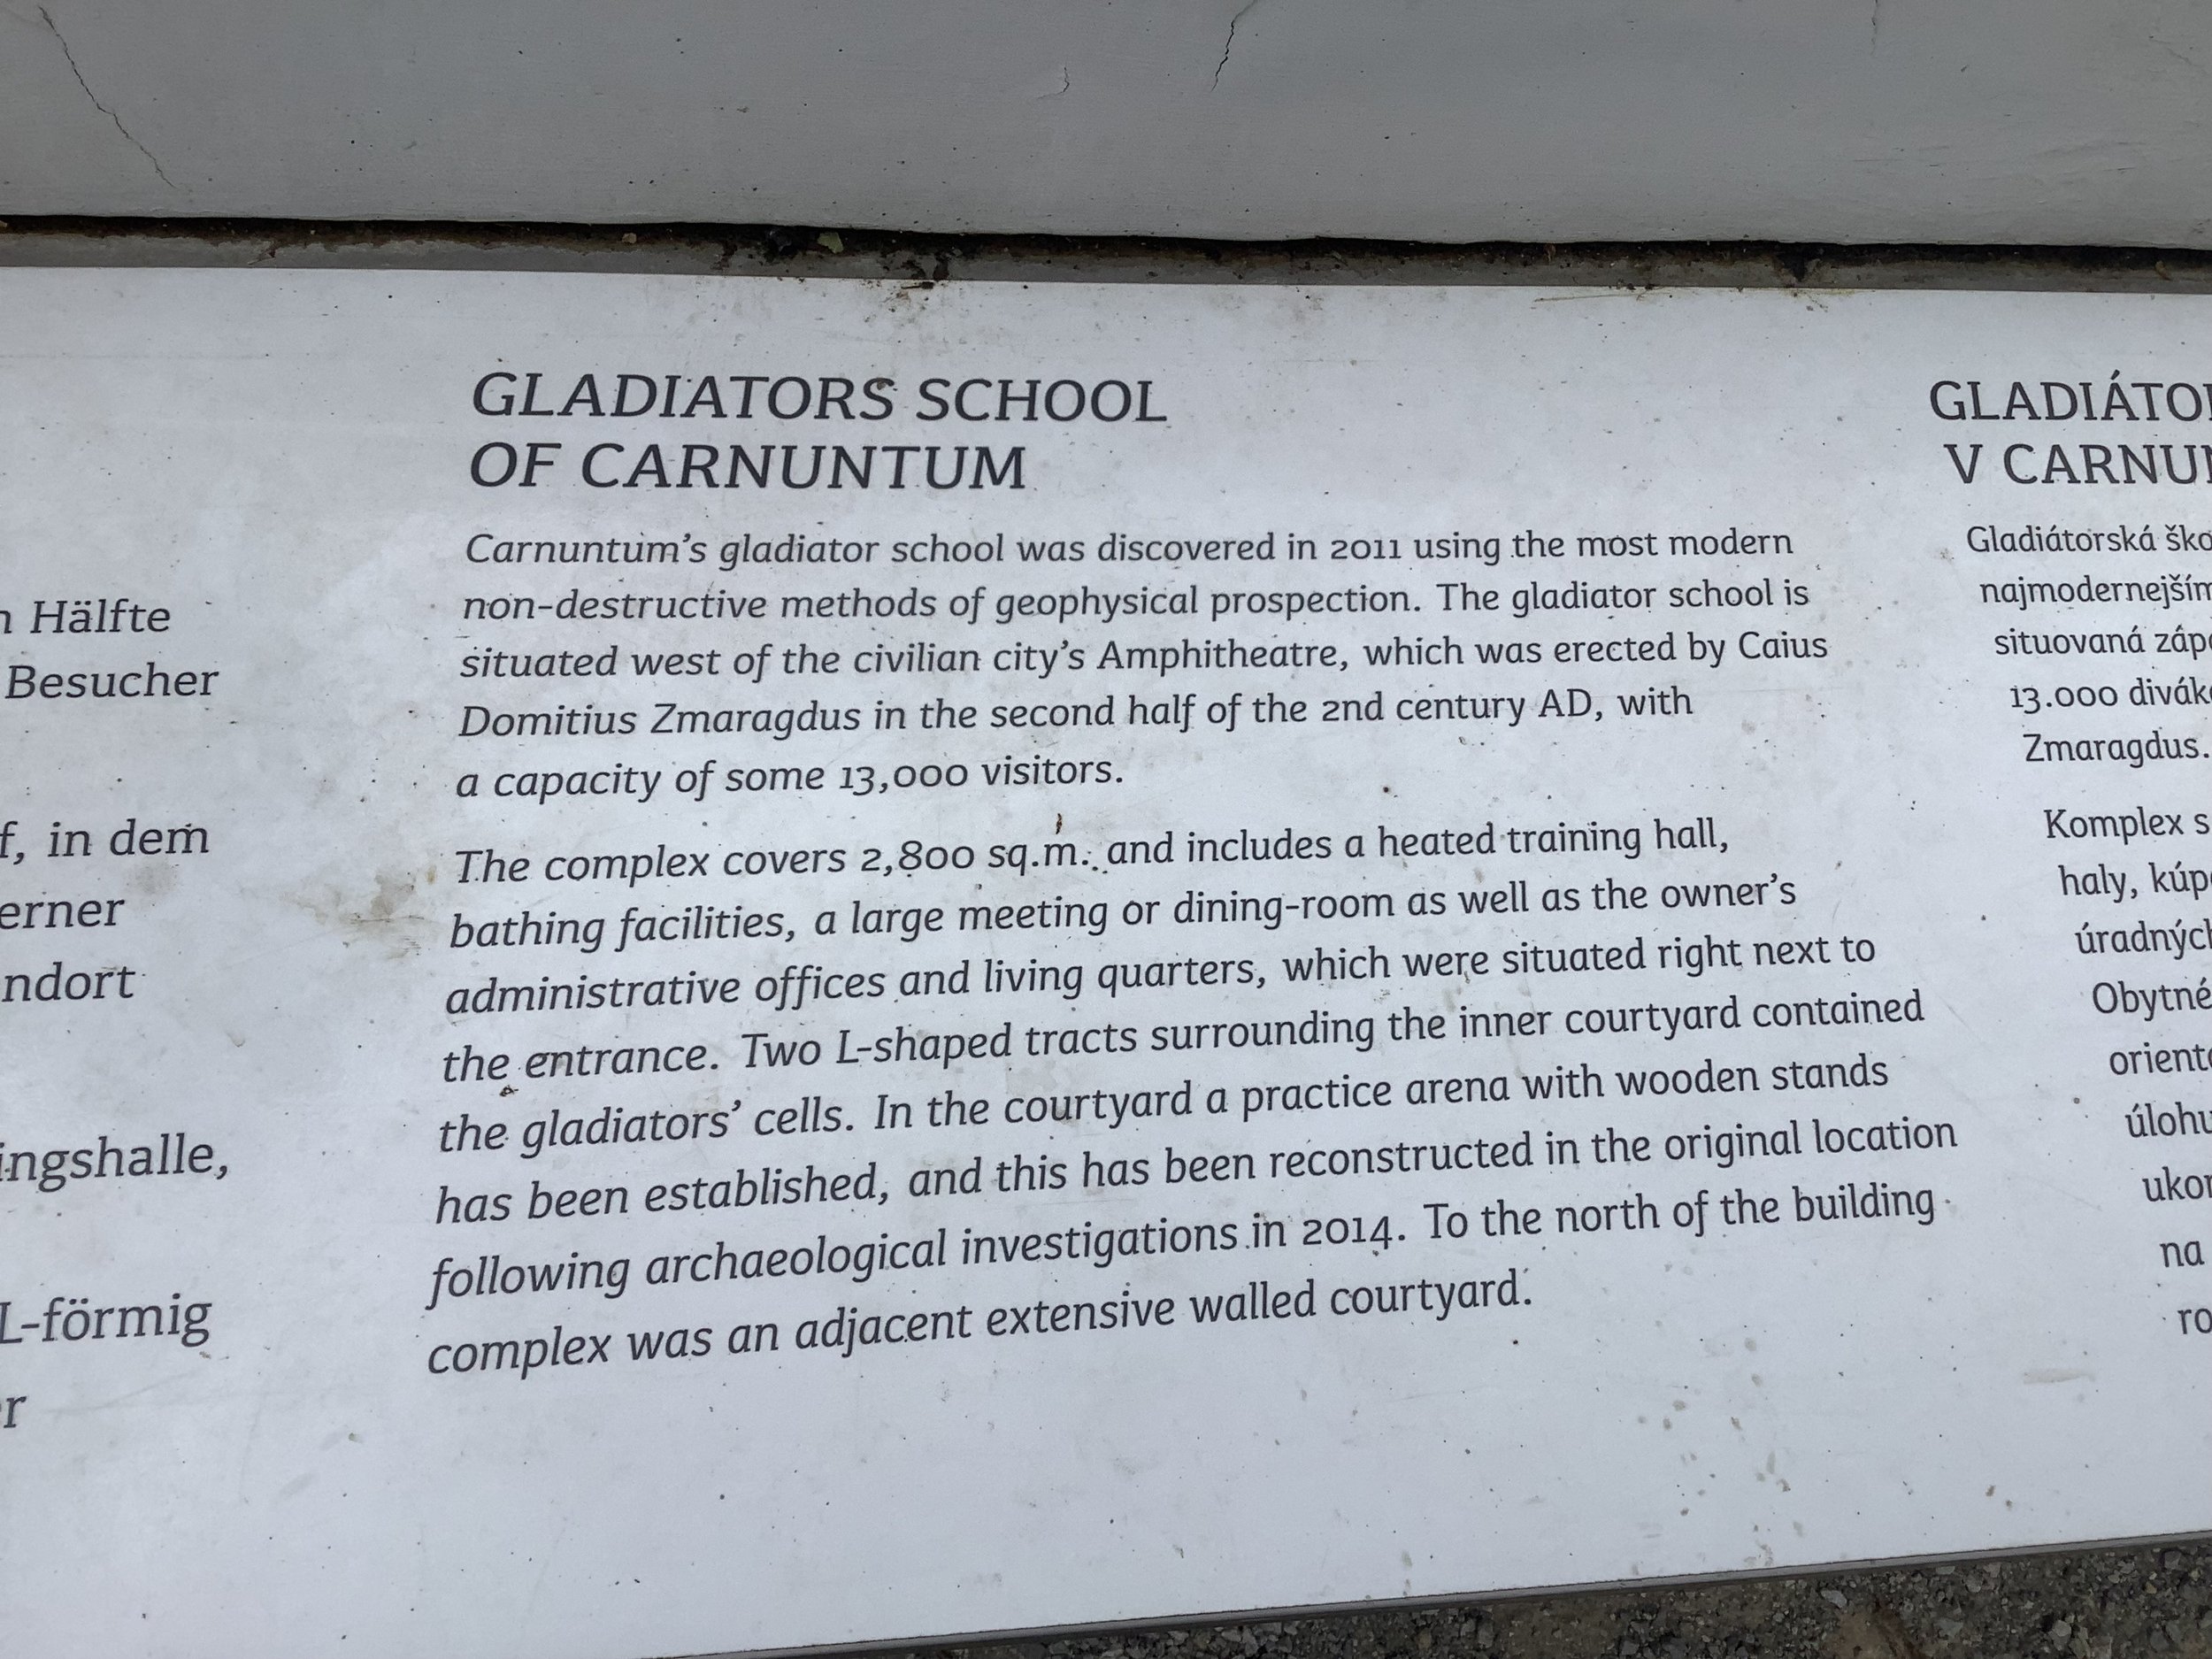 n Hälfte
Besucher
f, in dem
erner
ndort
ingshalle,
L-förmig
er
GLADIATORS SCHOOL
OF CARNUNTUM
Carnuntum's gladiator school was discovered in 2011 using the most modern
non-destructive methods of geophysical prospection. The gladiator school is
situated west of the civilian city's Amphitheatre, which was erected by Caius
Domitius Zmaragdus in the second half of the 2nd century AD, with
a capacity of some 13,000 visitors.
The complex covers 2,800 sq.m. and includes a heated training hall,
bathing facilities, a large meeting or dining-room as well as the owner's
administrative offices and living quarters, which were situated right next to
the entrance. Two L-shaped tracts surrounding the inner courtyard contained
the gladiators' cells. In the courtyard a practice arena with wooden stands
has been established, and this has been reconstructed in the original location
following archaeological investigations in 2014. To the north of the building
complex was an adjacent extensive walled courtyard.
GLADIÁTO
V CARNU
Gladiátorská ško
najmodernejším
situovaná záp
13.000 divák
Zmaragdus.
Komplex s
haly, kúp
úradných
Obytné
oriento
úlohu
ukon
na
ro